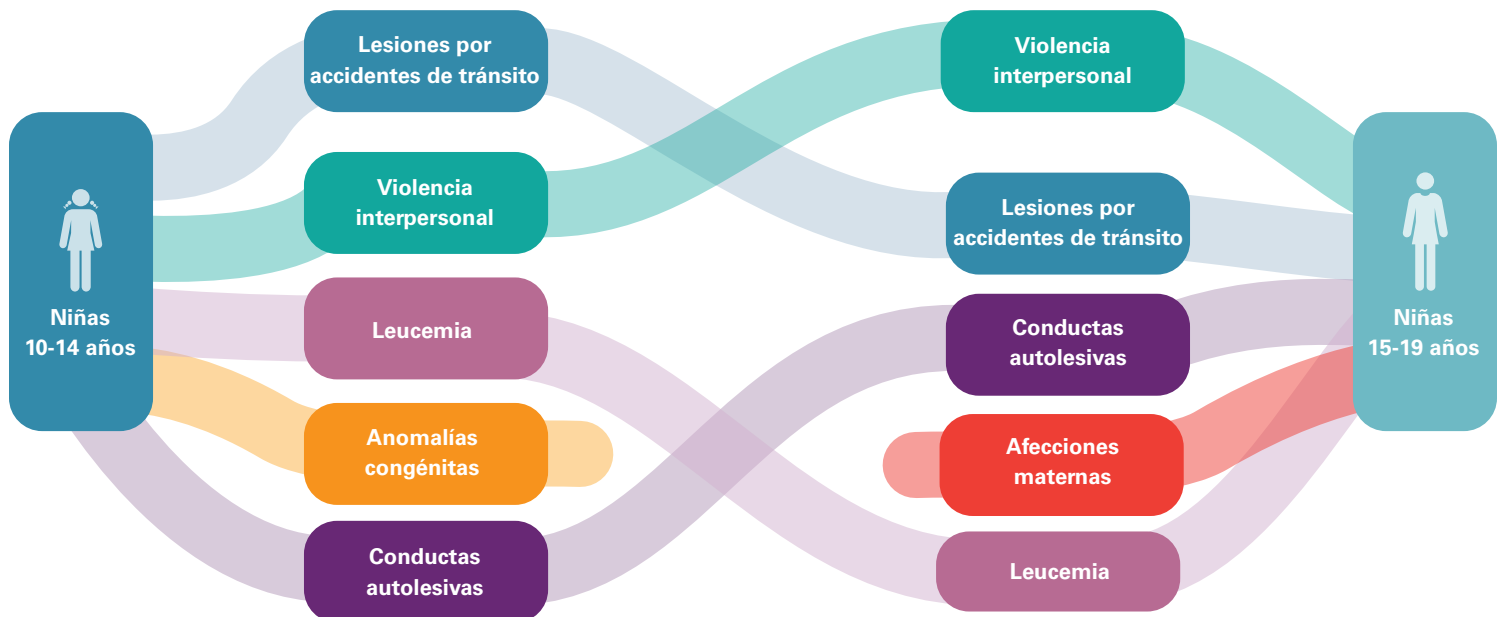 Niñas
10-14 años
Lesiones por
accidentes de tránsito
Violencia
interpersonal
Leucemia
Anomalías
congénitas
Conductas
autolesivas
Violencia
interpersonal
Lesiones por
accidentes de tránsito
Conductas
autolesivas
Afecciones
maternas
Leucemia
Niñas
15-19 años